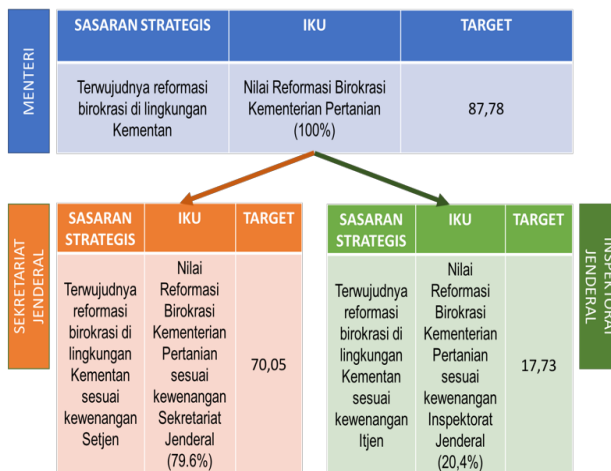 MENTERI
SASARAN STRATEGIS IKU TARGET
Terwujudnya reformasi
birokrasi di lingkungan
Kementan
Nilai Reformasi Birokrasi
Kementerian Pertanian
(100%)
87,78
SEKRETARIAT
JENDERAL
SASARAN
STRATEGIS
IKU
TARGET
Terwujudnya
reformasi
birokrasi di
lingkungan
Kementan
sesuai
kewenangan
Setjen
Nilai
Reformasi
Birokrasi
Kementerian
Pertanian
sesuai
kewenangan
Sekretariat
Jenderal
(79.6%)
70,05
SASARAN
STRATEGIS
IKU
TARGET
Terwujudnya
reformasi
birokrasi di
lingkungan
Kementan
sesuai
kewenangan
Itjen
Nilai
Reformasi
Birokrasi
Kementerian
Pertanian
sesuai
kewenangan
Inspektorat
Jenderal
(20,4%)
17,73
INSPEKTORAT
JENDERAL